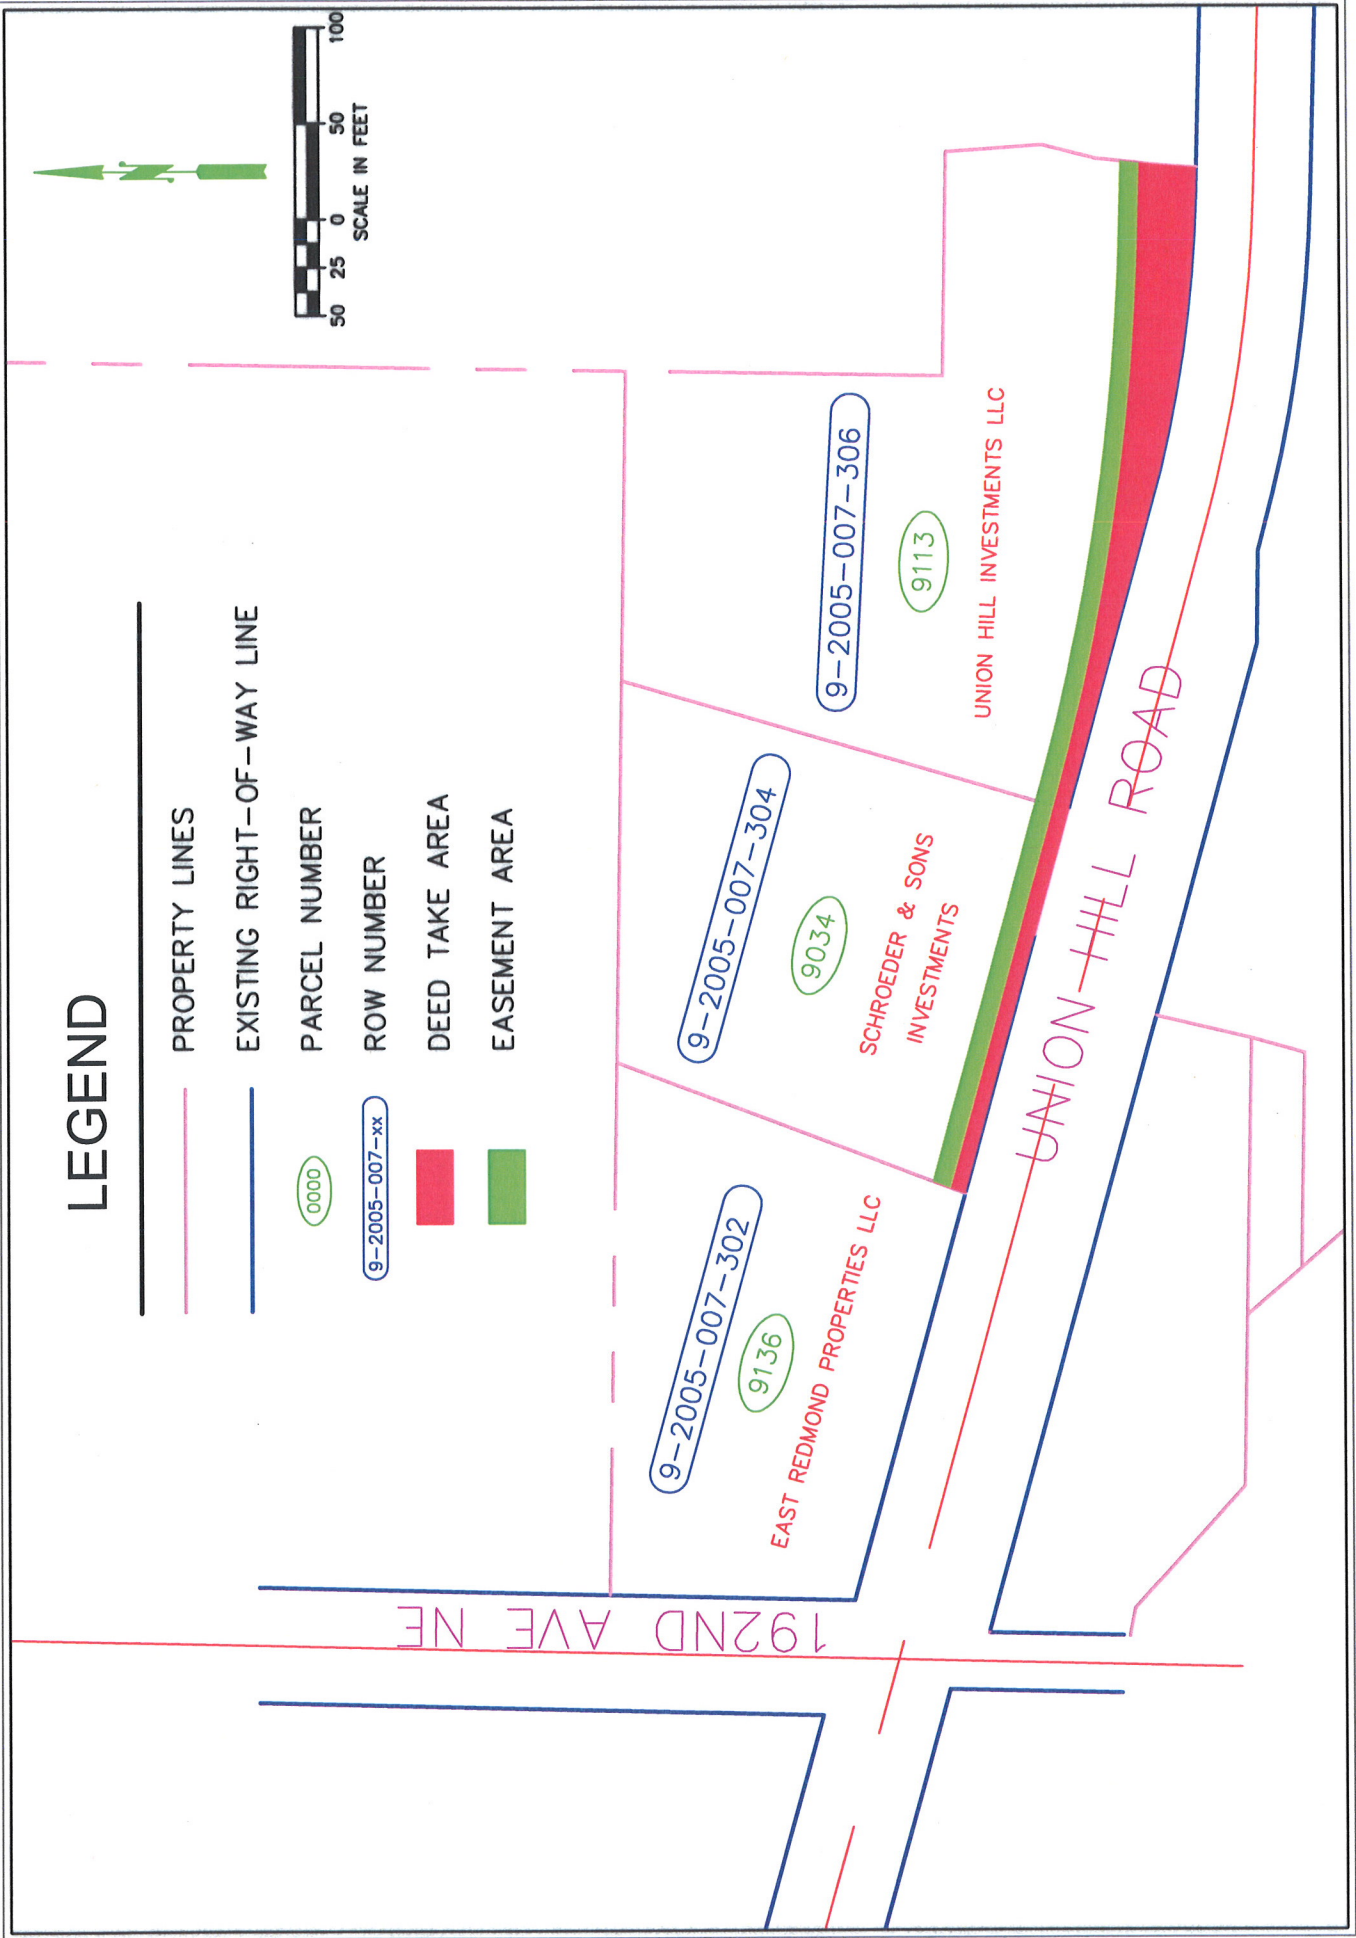 LEGEND
PROPERTY LINES
EXISTING RIGHT-OF-WAY LINE
0000 PARCEL NUMBER
9-2005-007-xx ROW NUMBER
DEED TAKE AREA
EASEMENT AREA
50 25 0 50 100
SCALE IN FEET
192ND AVE NE
9-2005-007-302
9136
EAST REDMOND PROPERTIES LLC
9-2005-007-304
9034
SCHROEDER & SONS
INVESTMENTS
9-2005-007-306
9113
UNION HILL INVESTMENTS LLC
UNION HILL ROAD